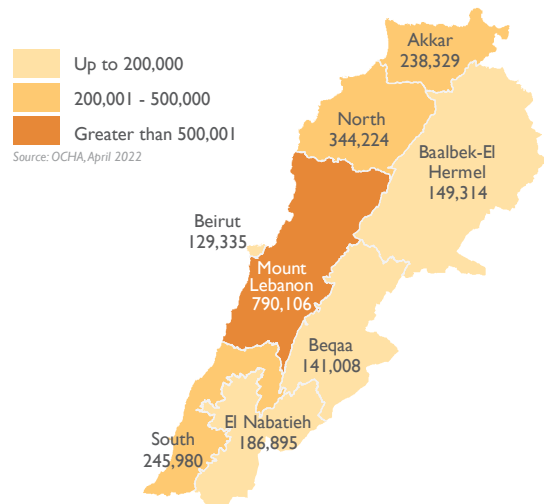 Akkar
238,329
Up to 200,000
200,001 - 500,000
Greater than 500,001
Source: OCHA, April 2022
North
344,224
Baalbek-El
Hermel
149,314
Beirut
129,335
Mount
Lebanon
790,106
Beqaa
141,008
El Nabatieh
186,895
South
245,980